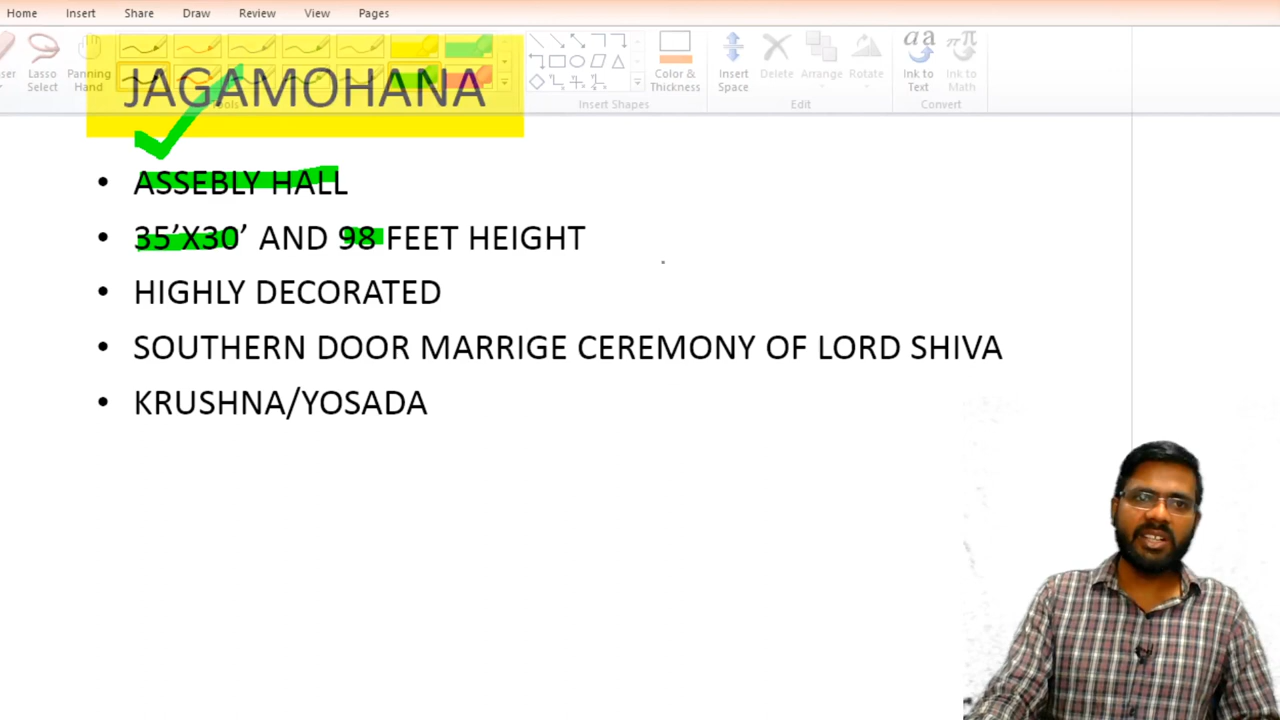 Home Insert Share Draw Review View Pages
Lasso Select
Panning Hand
Color & Thickness
Insert Space
Delete
Arrange
Rotate
Ink to Text
Ink to Math
Tools
Insert Shapes
Edit
Convert
JAGAMOHANA
• ASSEBLY HALL
• 35'X30' AND 98 FEET HEIGHT
• HIGHLY DECORATED
• SOUTHERN DOOR MARRIGE CEREMONY OF LORD SHIVA
• KRUSHNA/YOSADA